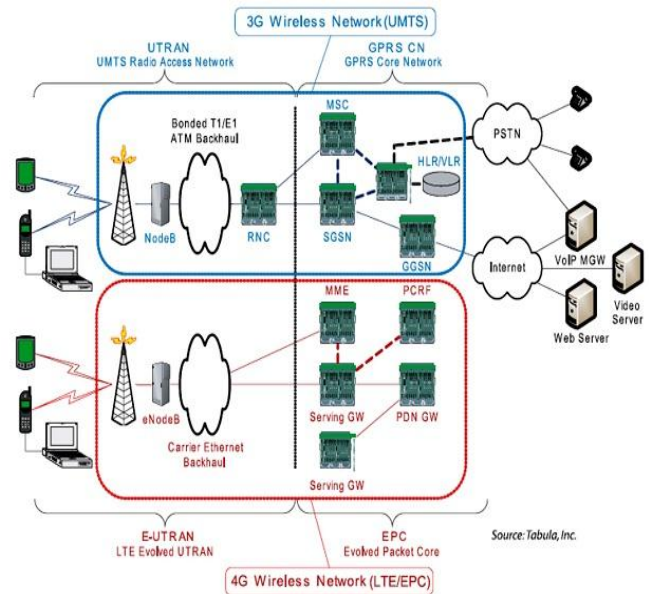 3G Wireless Network (UMTS)
UTRAN
UMTS Radio Access Network
GPRS CN
GPRS Core Network
Bonded T1/E1
ATM Backhaul
MSC
HLR/VLR
PSTN
NodeB
RNC
SGSN
GGSN
Internet
VoIP MGW
Video
Server
Web Server
MME
PCRF
eNodeB
Carrier Ethernet
Backhaul
Serving GW
PDN GW
Serving GW
E-UTRAN
LTE Evolved UTRAN
EPC
Evolved Packet Core
Source: Tabula, Inc.
4G Wireless Network (LTE/EPC)